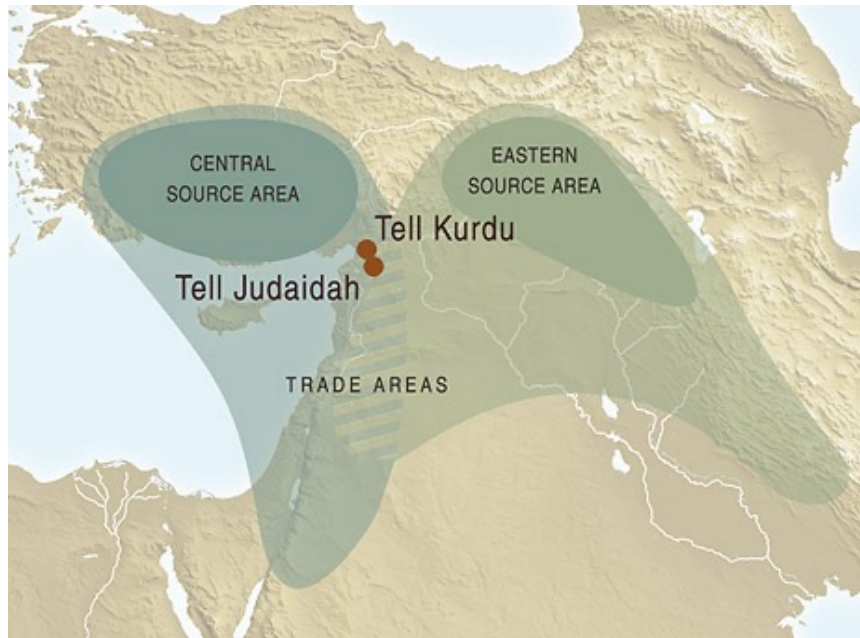 CENTRAL
SOURCE AREA
EASTERN
SOURCE AREA
Tell Kurdu
Tell Judaidah
TRADE AREAS